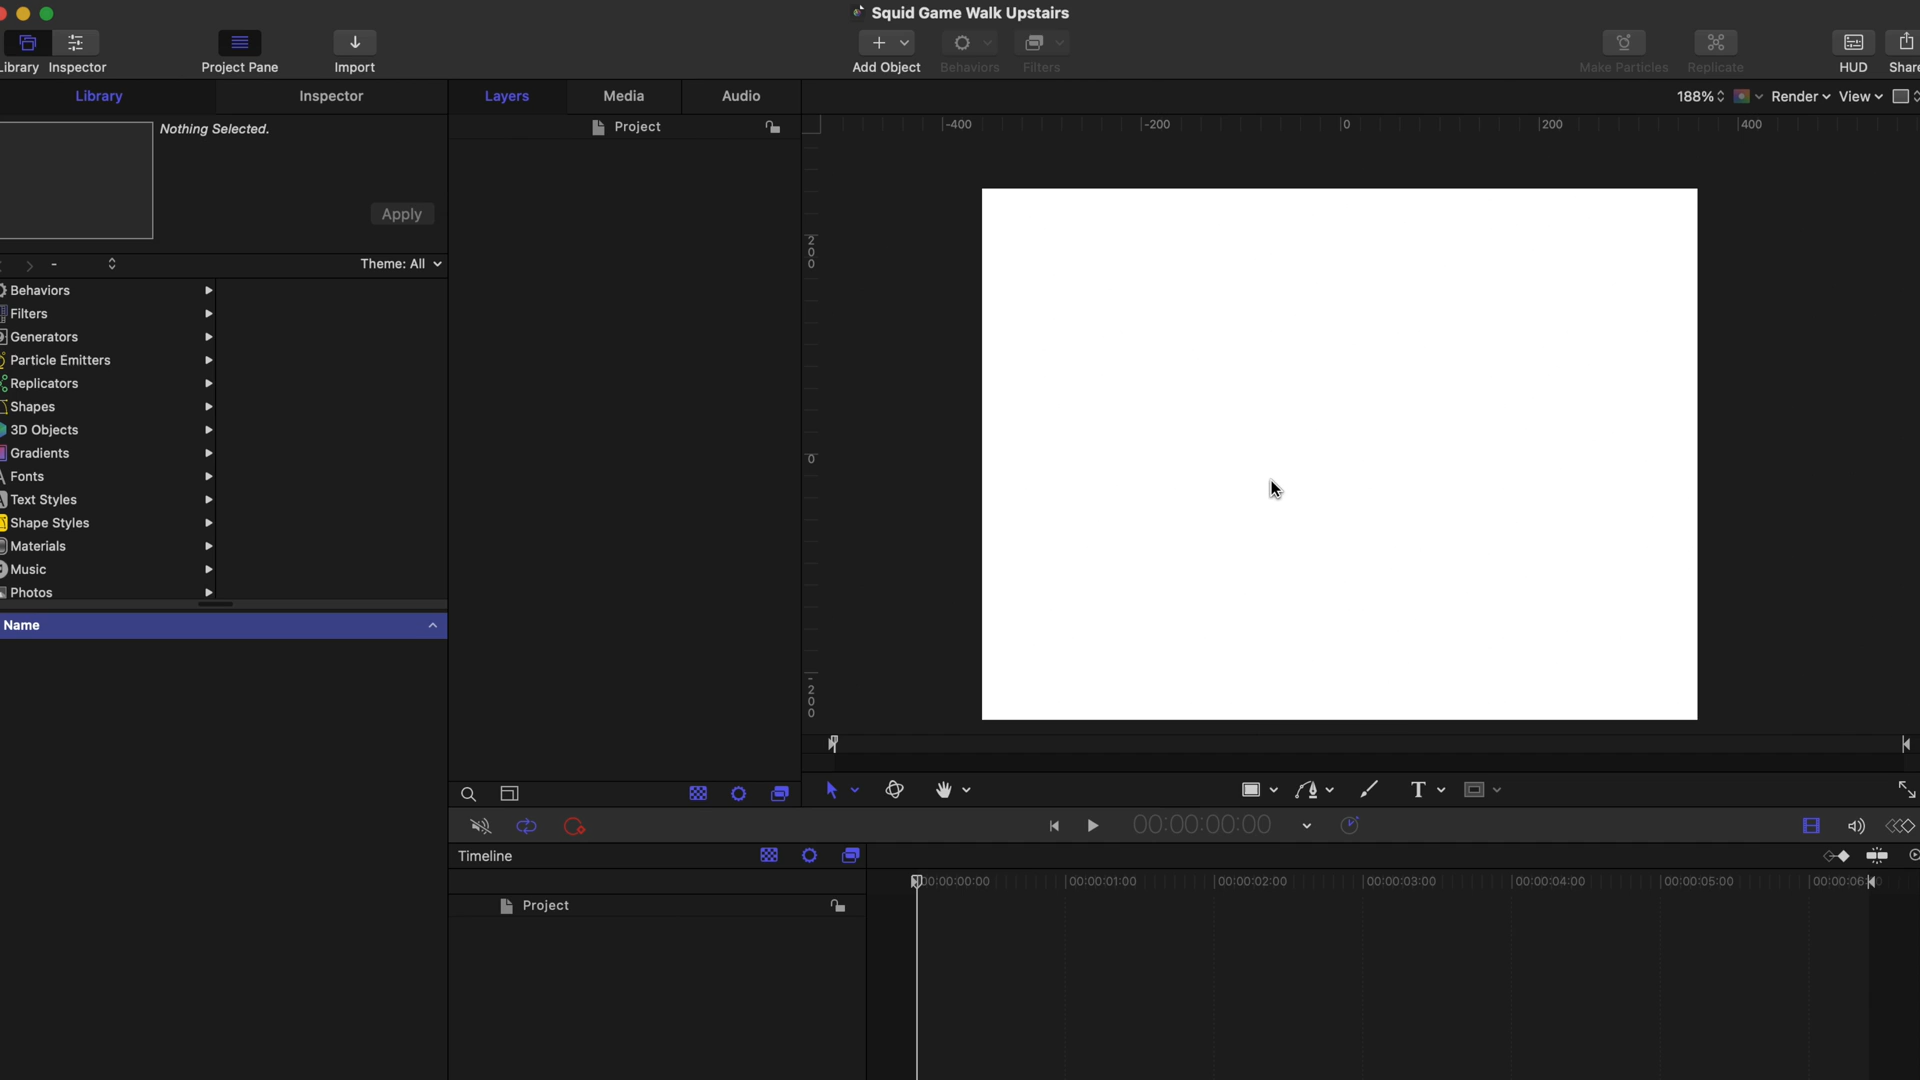 Squid Game Walk Upstairs
Library Inspector Project Pane Import Add Object Behaviors Filters Make Particles Replicate HUD Share
Library Inspector Layers Media Audio 188% Render View
Nothing Selected.
Project
-400 -200 0 200 400
Apply
- Theme: All
Behaviors
Filters
Generators
Particle Emitters
Replicators
Shapes
3D Objects
Gradients
Fonts
Text Styles
Shape Styles
Materials
Music
Photos
Name
200
0
-200
T
00:00:00:00
Timeline
00:00:00:00 00:00:01:00 00:00:02:00 00:00:03:00 00:00:04:00 00:00:05:00 00:00:06
Project